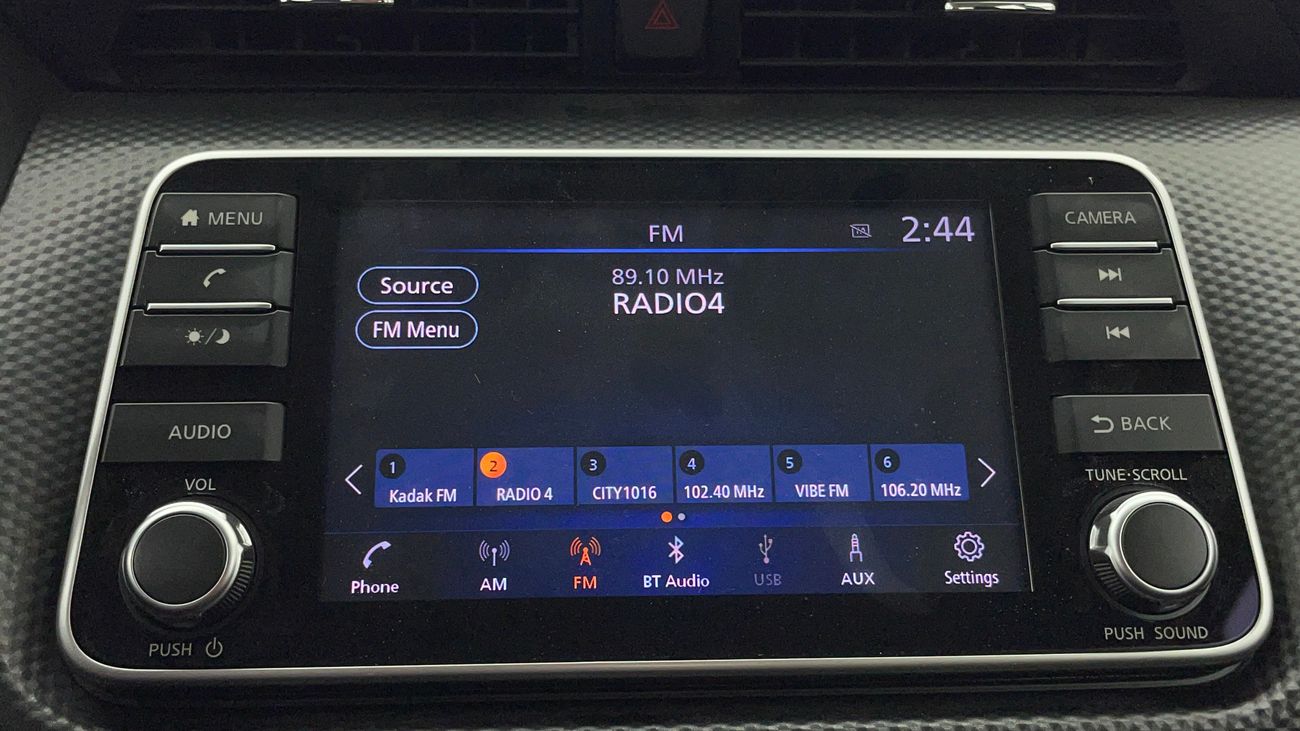 MENU
AUDIO
VOL
PUSH
FM
TA
2:44
Source
FM Menu
89.10 MHz
RADIO4
1
Kadak FM
2
RADIO 4
3
CITY1016
4
102.40 MHz
5
VIBE FM
6
106.20 MHz
Phone
AM
FM
BT Audio
USB
AUX
Settings
CAMERA
BACK
TUNE·SCROLL
PUSH SOUND